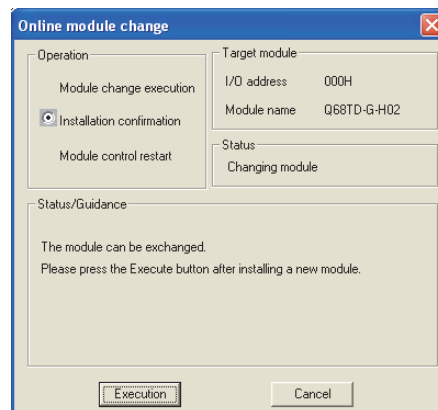 Online module change
Operation
Module change execution
Installation confirmation
Module control restart
Target module
I/O address 000H
Module name Q68TD-G-H02
Status
Changing module
Status/Guidance
The module can be exchanged.
Please press the Execute button after installing a new module.
Execution
Cancel